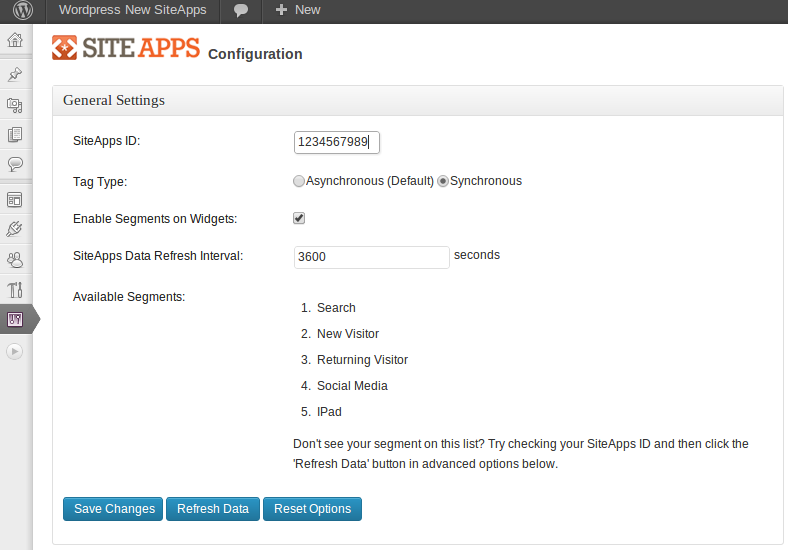 Wordpress New SiteApps
New
SITEAPPS Configuration
General Settings
SiteApps ID: 1234567989
Tag Type: Asynchronous (Default) Synchronous
Enable Segments on Widgets:
SiteApps Data Refresh Interval: 3600 seconds
Available Segments:
1. Search
2. New Visitor
3. Returning Visitor
4. Social Media
5. IPad
Don't see your segment on this list? Try checking your SiteApps ID and then click the
'Refresh Data' button in advanced options below.
Save Changes Refresh Data Reset Options